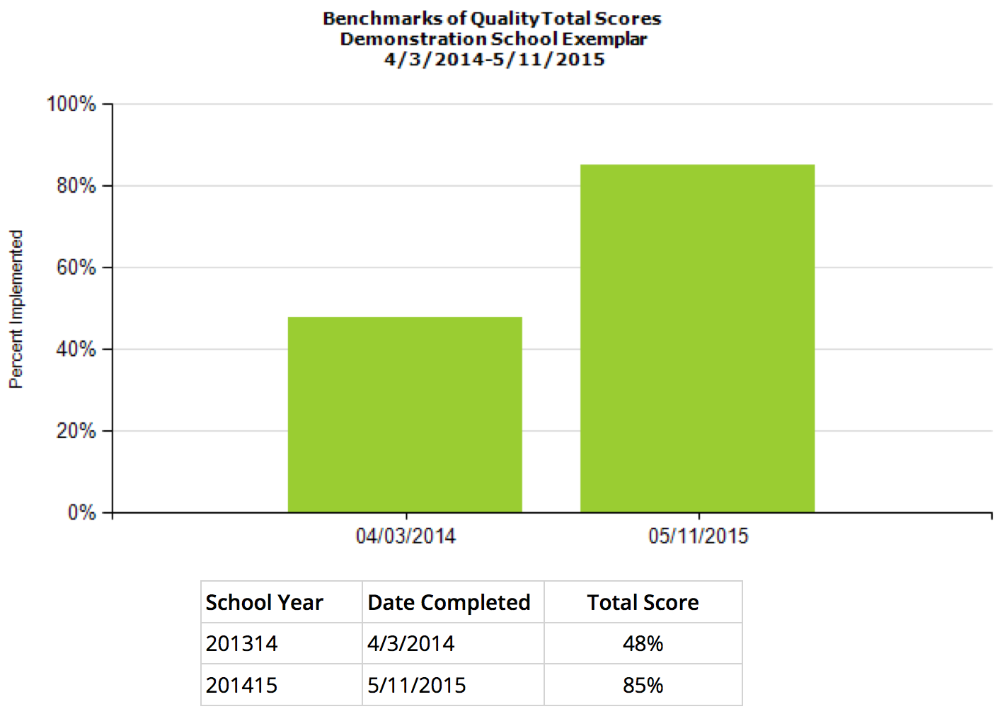 Benchmarks of Quality Total Scores
Demonstration School Exemplar
4/3/2014-5/11/2015
100%
80%
60%
40%
20%
0%
Percent Implemented
04/03/2014 05/11/2015
School Year Date Completed Total Score
201314 4/3/2014 48%
201415 5/11/2015 85%